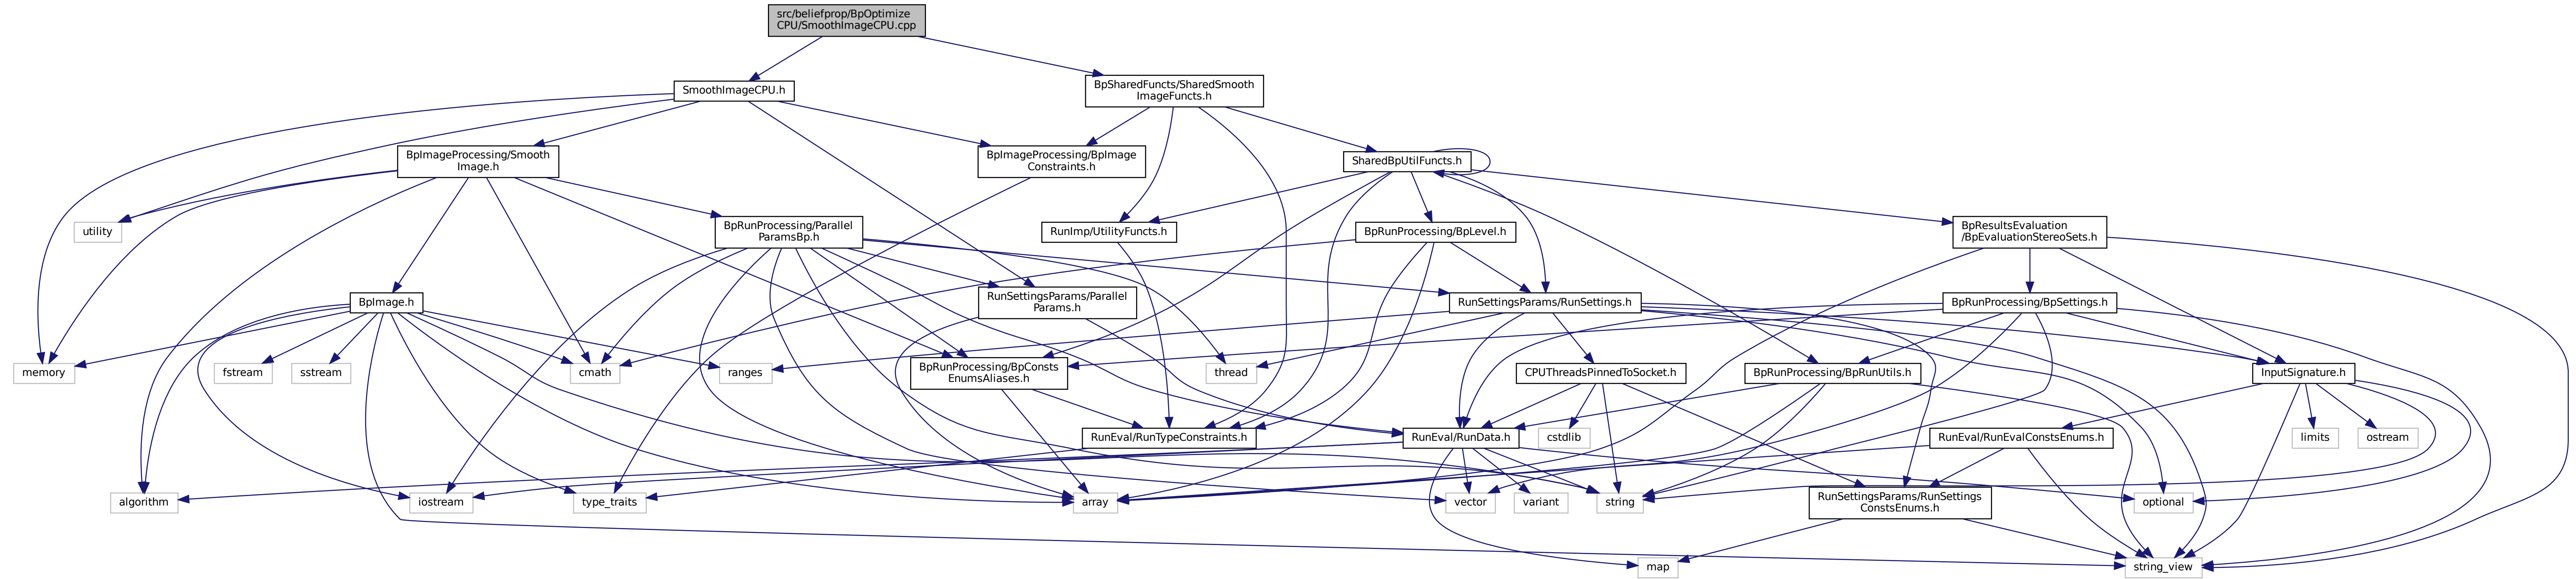 src/beliefprop/BpOptimize
CPU/SmoothImageCPU.cpp
SmoothImageCPU.h
BpSharedFuncts/SharedSmooth
ImageFuncts.h
BpImageProcessing/Smooth
Image.h
BpImageProcessing/BpImage
Constraints.h
SharedBpUtilFuncts.h
utility
BpRunProcessing/Parallel
ParamsBp.h
RunImp/UtilityFuncts.h
BpRunProcessing/BpLevel.h
BpResultsEvaluation
/BpEvaluationStereoSets.h
BpImage.h
RunSettingsParams/Parallel
Params.h
RunSettingsParams/RunSettings.h
BpRunProcessing/BpSettings.h
memory
fstream
sstream
cmath
ranges
BpRunProcessing/BpConsts
EnumsAliases.h
thread
CPUThreadsPinnedToSocket.h
BpRunProcessing/BpRunUtils.h
InputSignature.h
RunEval/RunTypeConstraints.h
RunEval/RunData.h
cstdlib
RunEval/RunEvalConstsEnums.h
limits
ostream
algorithm
iostream
type_traits
array
vector
variant
string
RunSettingsParams/RunSettings
ConstsEnums.h
optional
map
string_view